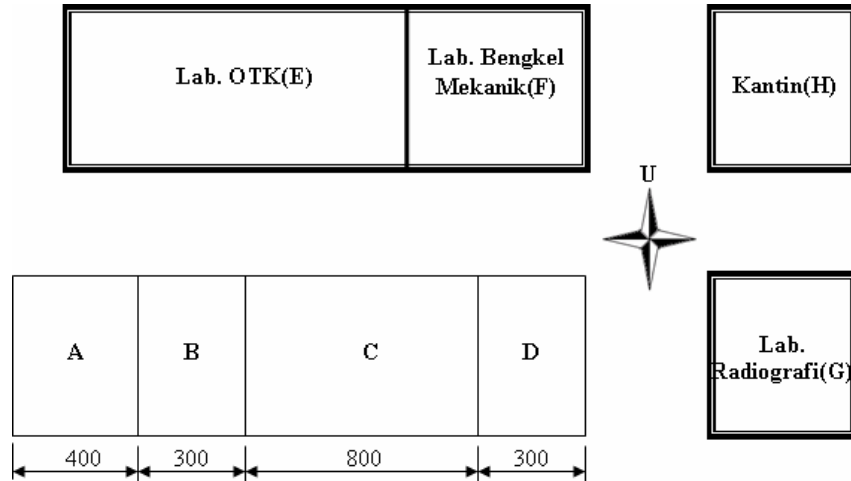 Lab. OTK(E)
Lab. Bengkel
Mekanik(F)
Kantin(H)
U
A
B
C
D
Lab.
Radiografi(G)
400
300
800
300